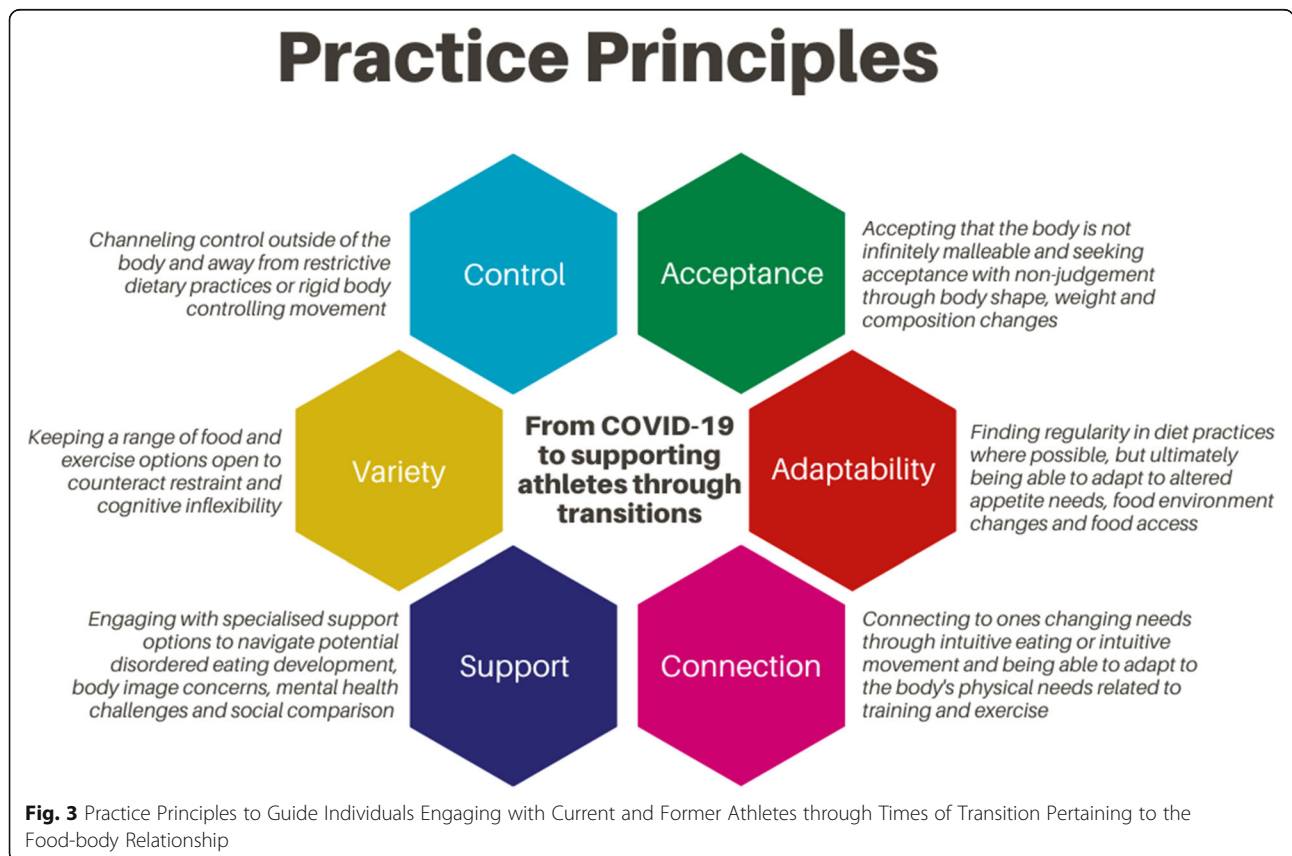 Practice Principles
Channeling control outside of the
body and away from restrictive
dietary practices or rigid body
controlling movement
Control
Acceptance
Accepting that the body is not
infinitely malleable and seeking
acceptance with non-judgement
through body shape, weight and
composition changes
Keeping a range of food and
exercise options open to
counteract restraint and
cognitive inflexibility
Variety
From COVID-19
to supporting
athletes through
transitions
Adaptability
Finding regularity in diet practices
where possible, but ultimately
being able to adapt to altered
appetite needs, food environment
changes and food access
Engaging with specialised support
options to navigate potential
disordered eating development,
body image concerns, mental health
challenges and social comparison
Support
Connection
Connecting to ones changing needs
through intuitive eating or intuitive
movement and being able to adapt to
the body's physical needs related to
training and exercise
Fig. 3 Practice Principles to Guide Individuals Engaging with Current and Former Athletes through Times of Transition Pertaining to the
Food-body Relationship